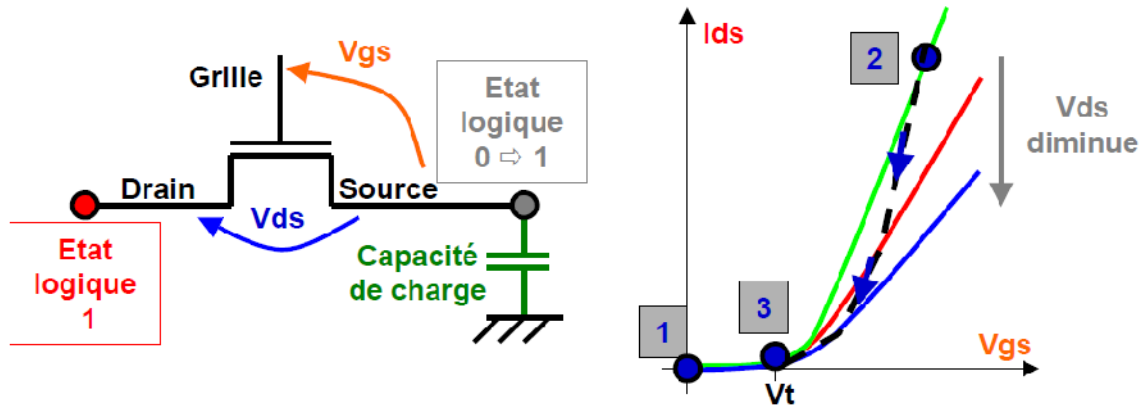 Vgs
Grille
Etat
logique
0 ⇨ 1
Drain
Source
Vds
Etat
logique
1
Capacité
de charge
Ids
2
Vds
diminue
1
3
Vgs
Vt